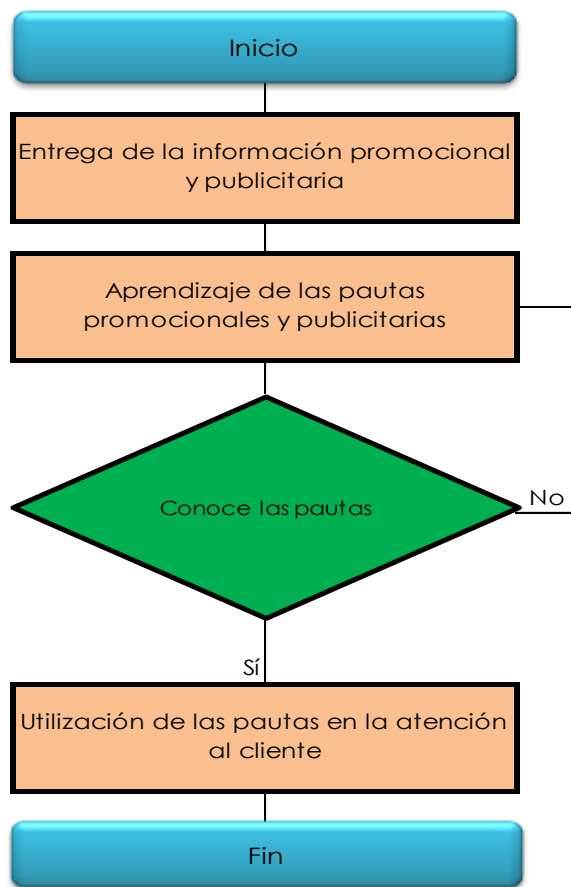 Inicio
Entrega de la información promocional
y publicitaria
Aprendizaje de las pautas
promocionales y publicitarias
Conoce las pautas
No
Sí
Utilización de las pautas en la atención
al cliente
Fin